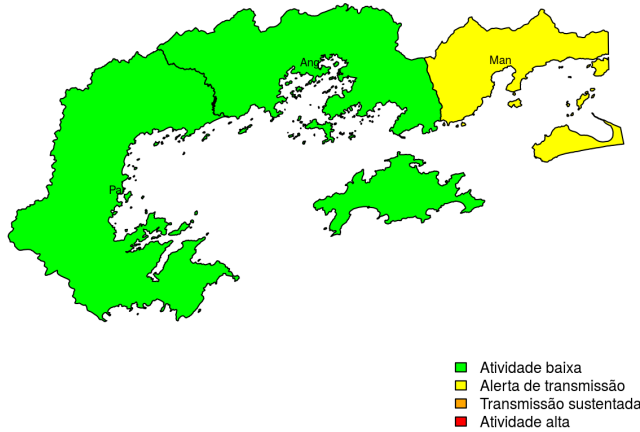 Ang
Man
Pa
Atividade baixa
Alerta de transmissão
Transmissão sustentada
Atividade alta